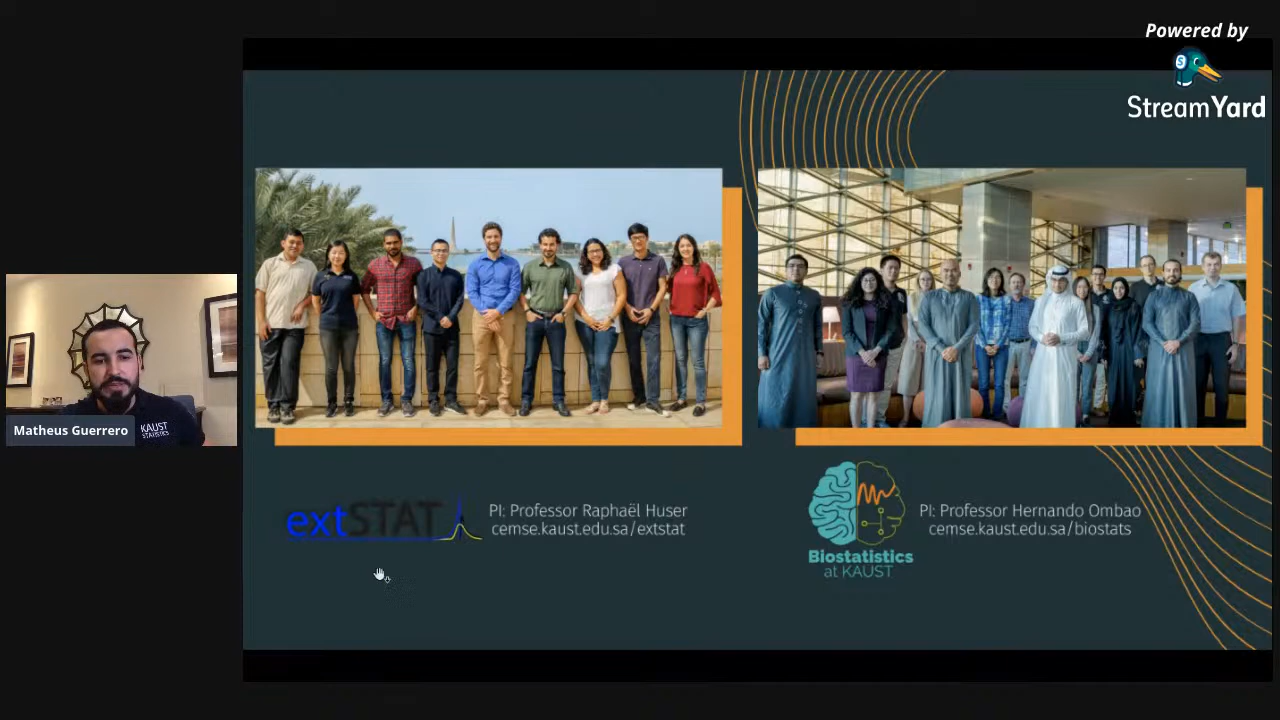 Powered by
StreamYard
Matheus Guerrero
KAUST
STATISTICS
extSTAT
PI: Professor Raphaël Huser
cemse.kaust.edu.sa/extstat
Biostatistics
at KAUST
PI: Professor Hernando Ombao
cemse.kaust.edu.sa/biostats